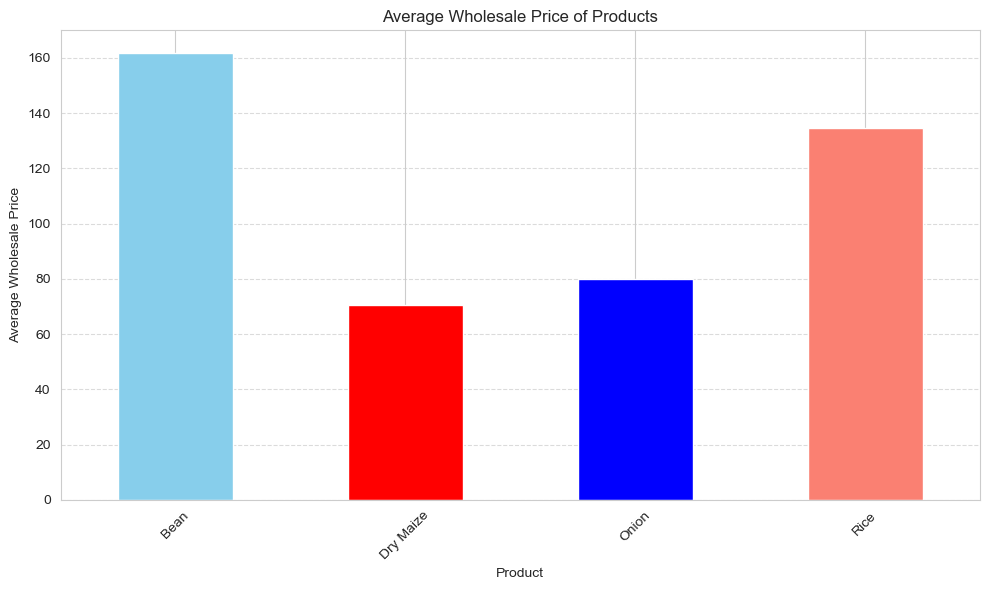 Average Wholesale Price of Products
Average Wholesale Price
160
140
120
100
80
60
40
20
0
Bean
Dry Maize
Onion
Rice
Product